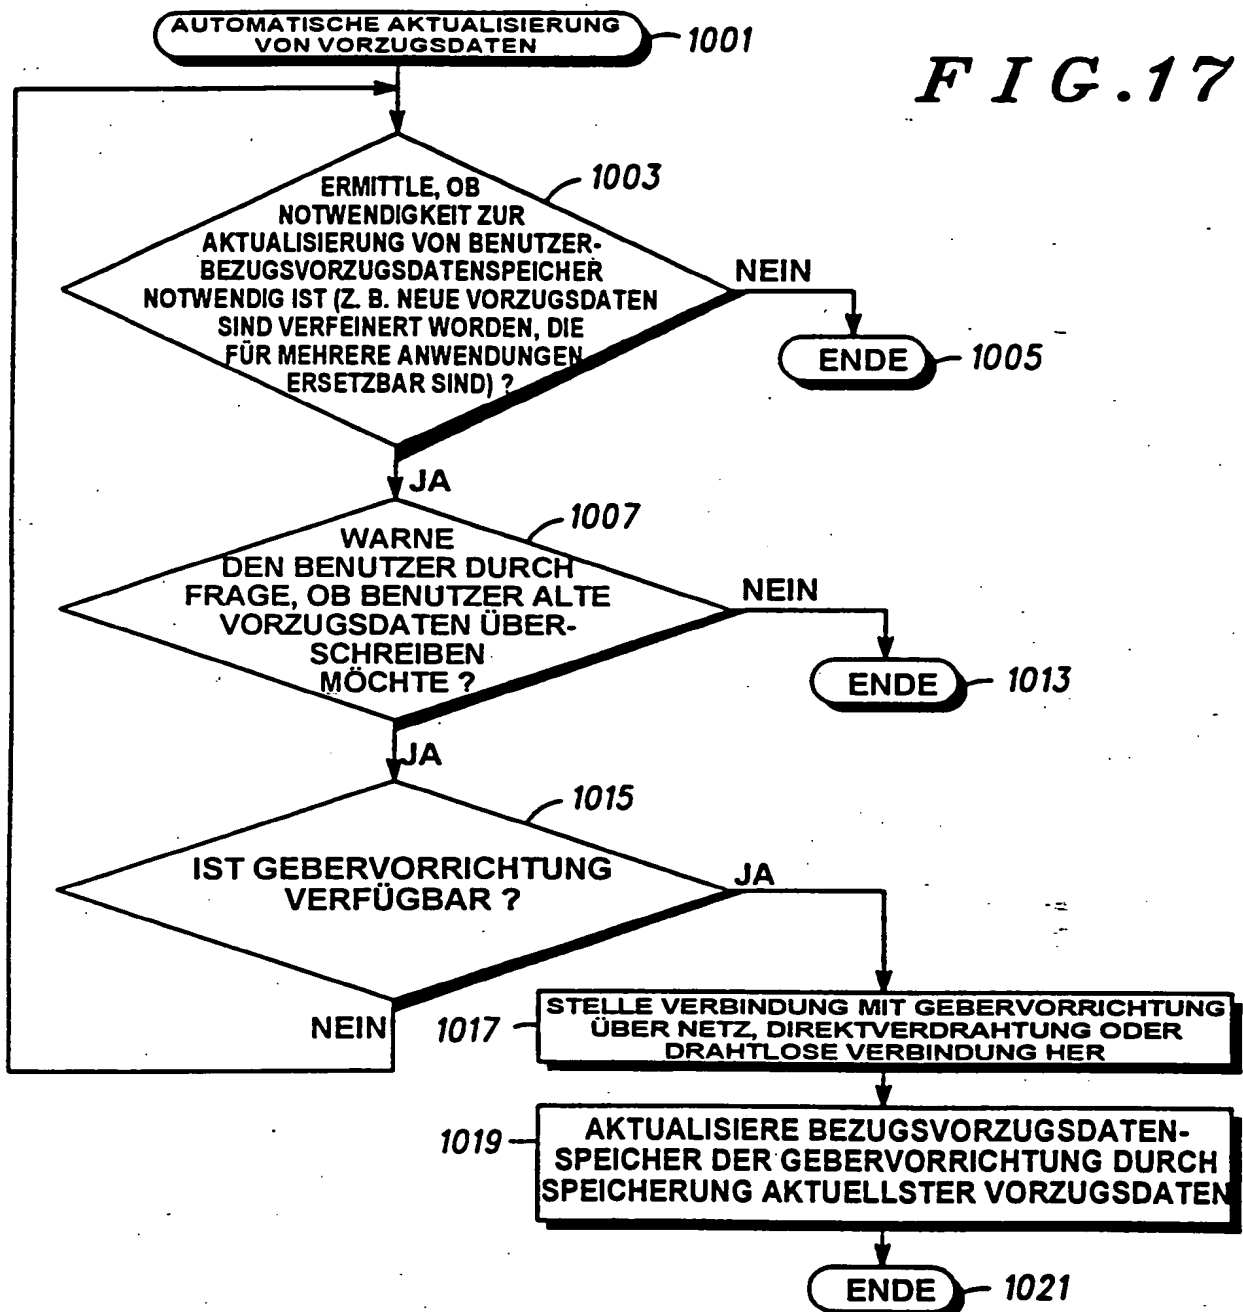 AUTOMATISCHE AKTUALISIERUNG
VON VORZUGSDATEN
1001
FIG.17
1003
ERMITTLE, OB
NOTWENDIGKEIT ZUR
AKTUALISIERUNG VON BENUTZER-
BEZUGSVORZUGSDATENSPEICHER
NOTWENDIG IST (Z. B. NEUE VORZUGSDATEN
SIND VERFEINERT WORDEN, DIE
FÜR MEHRERE ANWENDUNGEN
ERSETZBAR SIND) ?
NEIN
ENDE
1005
JA
1007
WARNE
DEN BENUTZER DURCH
FRAGE, OB BENUTZER ALTE
VORZUGSDATEN ÜBER-
SCHREIBEN
MÖCHTE ?
NEIN
ENDE
1013
JA
1015
IST GEBERVORRICHTUNG
VERFÜGBAR ?
JA
NEIN
1017
STELLE VERBINDUNG MIT GEBERVORRICHTUNG
ÜBER NETZ, DIREKTVERDRAHTUNG ODER
DRAHTLOSE VERBINDUNG HER
1019
AKTUALISIERE BEZUGSVORZUGSDATEN-
SPEICHER DER GEBERVORRICHTUNG DURCH
SPEICHERUNG AKTUELLSTER VORZUGSDATEN
ENDE
1021